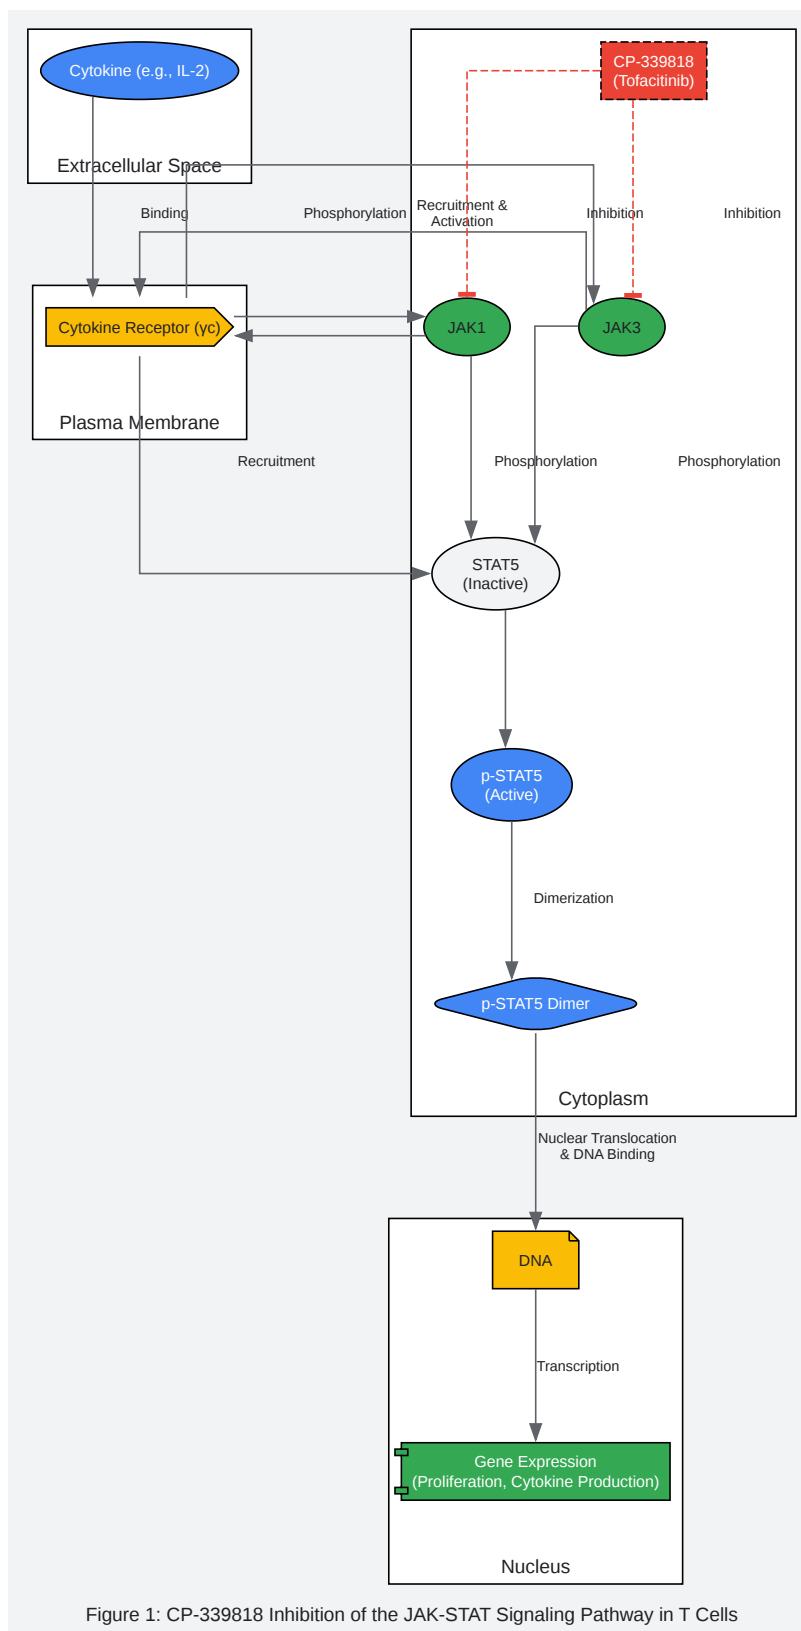 Cytokine (e.g., IL-2)
CP-339818
(Tofacitinib)
Extracellular Space
Binding
Phosphorylation
Recruitment &
Activation
Inhibition
Inhibition
Cytokine Receptor (γc)
JAK1
JAK3
Plasma Membrane
Recruitment
Phosphorylation
Phosphorylation
STAT5
(Inactive)
p-STAT5
(Active)
Dimerization
p-STAT5 Dimer
Cytoplasm
Nuclear Translocation
& DNA Binding
DNA
Transcription
Gene Expression
(Proliferation, Cytokine Production)
Nucleus
Figure 1: CP-339818 Inhibition of the JAK-STAT Signaling Pathway in T Cells